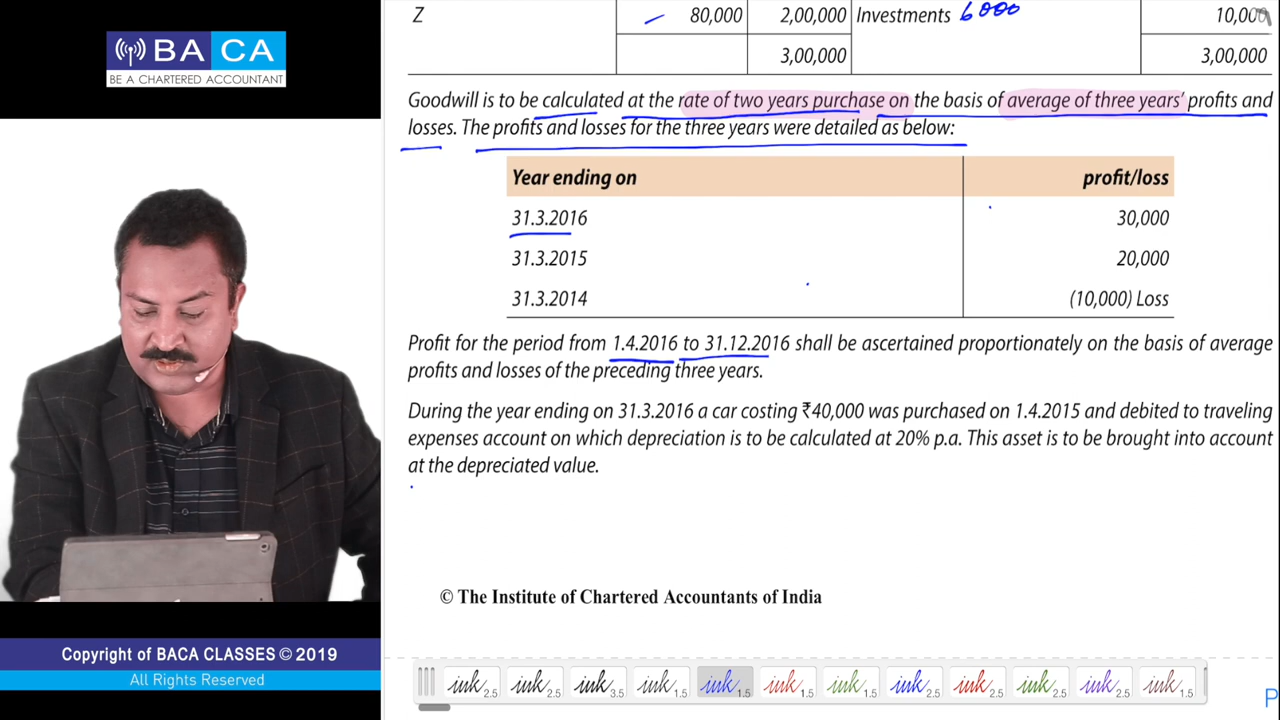 BACA
BE A CHARTERED ACCOUNTANT
Z 80,000 2,00,000 Investments 6000 10,000
3,00,000 3,00,000
Goodwill is to be calculated at the rate of two years purchase on the basis of average of three years' profits and
losses. The profits and losses for the three years were detailed as below:
Year ending on profit/loss
31.3.2016 30,000
31.3.2015 20,000
31.3.2014 (10,000) Loss
Profit for the period from 1.4.2016 to 31.12.2016 shall be ascertained proportionately on the basis of average
profits and losses of the preceding three years.
During the year ending on 31.3.2016 a car costing ₹40,000 was purchased on 1.4.2015 and debited to traveling
expenses account on which depreciation is to be calculated at 20% p.a. This asset is to be brought into account
at the depreciated value.
© The Institute of Chartered Accountants of India
Copyright of BACA CLASSES © 2019
All Rights Reserved
ink 2.5 ink 2.5 ink 3.5 ink 1.5 ink 1.5 ink 1.5 ink 1.5 ink 2.5 ink 2.5 ink 2.5 ink 2.5 ink 1.5
P